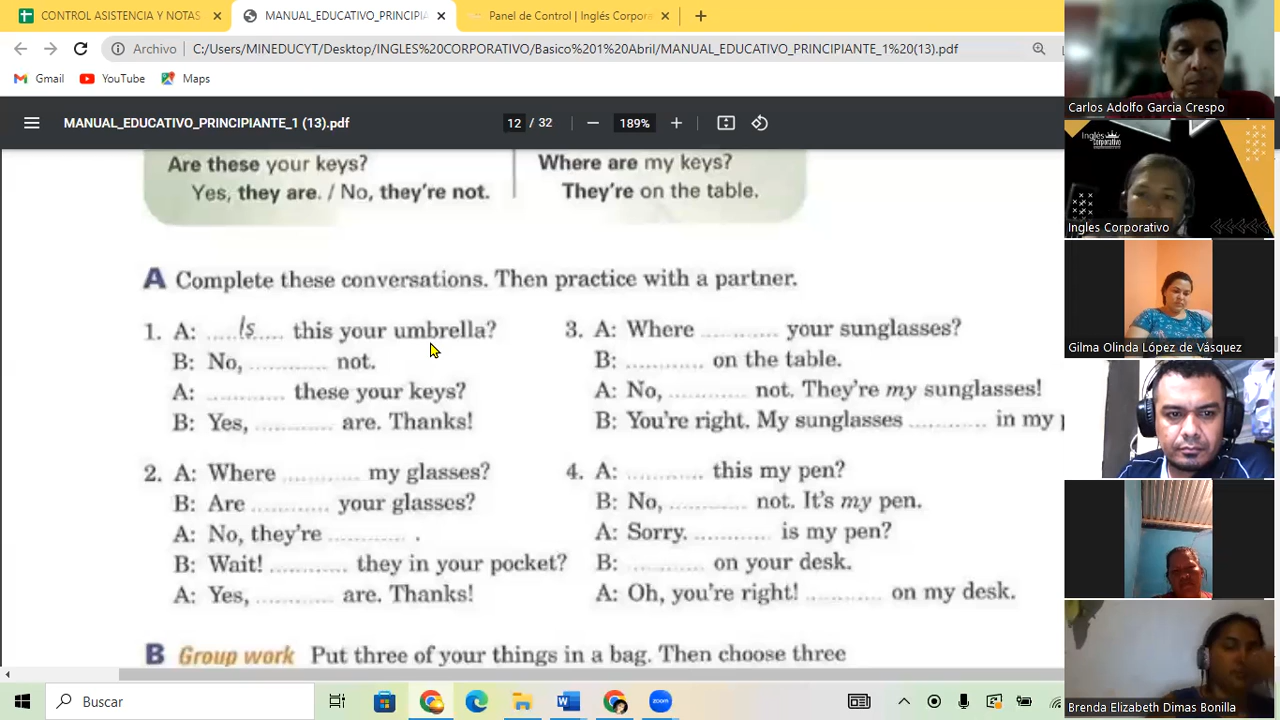 CONTROL ASISTENCIA Y NOTAS
MANUAL_EDUCATIVO_PRINCIPIA
Panel de Control | Inglés Corpora
Archivo
C:/Users/MINEDUCYT/Desktop/INGLES%20CORPORATIVO/Basico%201%20Abril/MANUAL_EDUCATIVO_PRINCIPIANTE_1%20(13).pdf
Gmail
YouTube
Maps
MANUAL_EDUCATIVO_PRINCIPIANTE_1 (13).pdf
12 / 32
189%
Are these your keys?
Yes, they are. / No, they're not.
Where are my keys?
They're on the table.
A Complete these conversations. Then practice with a partner.
1. A: ....Is.... this your umbrella?
B: No, ............ not.
A: ............ these your keys?
B: Yes, ............ are. Thanks!
2. A: Where ............ my glasses?
B: Are ............ your glasses?
A: No, they're ............ .
B: Wait! ............ they in your pocket?
A: Yes, ............ are. Thanks!
3. A: Where ............ your sunglasses?
B: ............ on the table.
A: No, ............ not. They're my sunglasses!
B: You're right. My sunglasses ............ in my p
4. A: ............ this my pen?
B: No, ............ not. It's my pen.
A: Sorry. ............ is my pen?
B: ............ on your desk.
A: Oh, you're right! ............ on my desk.
B Group work Put three of your things in a bag. Then choose three
Buscar
zoom
Carlos Adolfo Garcia Crespo
Inglés
Corporativo
Ingles Corporativo
Gilma Olinda López de Vásquez
Brenda Elizabeth Dimas Bonilla